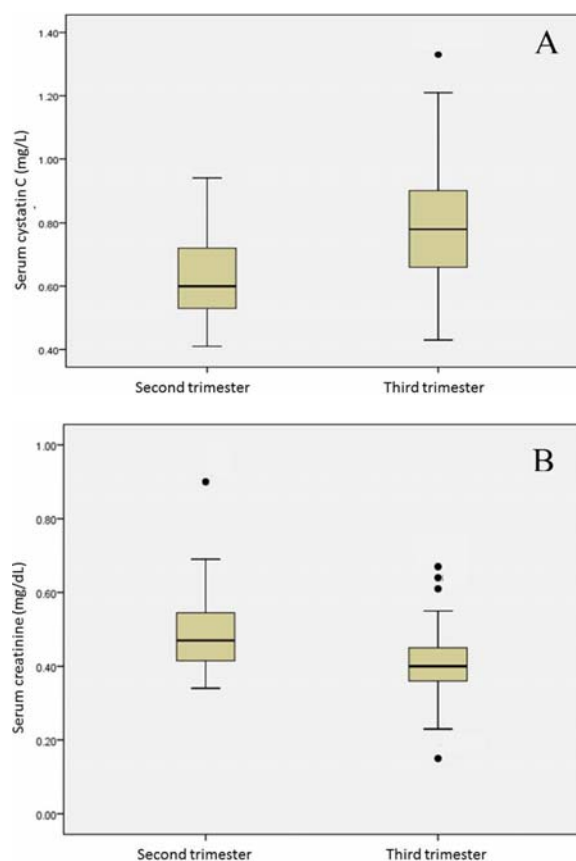 A
Serum cystatin C (mg/L)
1.40
1.20
1.00
0.80
0.60
0.40
Second trimester
Third trimester
B
Serum creatinine (mg/dL)
1.00
0.80
0.60
0.40
0.20
0.00
Second trimester
Third trimester